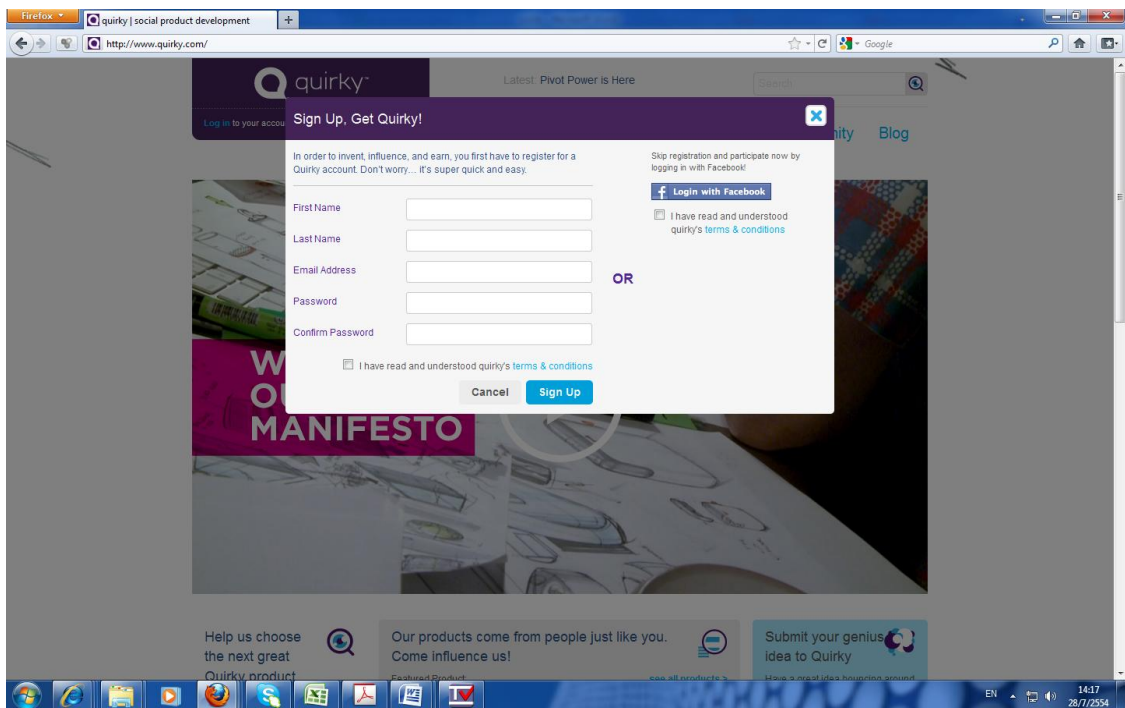 Firefox
quirky | social product development
http://www.quirky.com/
Google
quirky
Latest: Pivot Power is Here
Search
Log in to your accou
Sign Up, Get Quirky!
nity Blog
In order to invent, influence, and earn, you first have to register for a
Quirky account. Don't worry... it's super quick and easy.
First Name
Last Name
Email Address
Password
Confirm Password
I have read and understood quirky's terms & conditions
Cancel Sign Up
OR
Skip registration and participate now by
logging in with Facebook!
f Login with Facebook
I have read and understood
quirky's terms & conditions
W
OU
MANIFESTO
Help us choose
the next great
Quirky product
Our products come from people just like you.
Come influence us!
Featured Product:
see all products >
Submit your genius
idea to Quirky
Have a great idea bouncing around
EN
14:17
28/7/2554